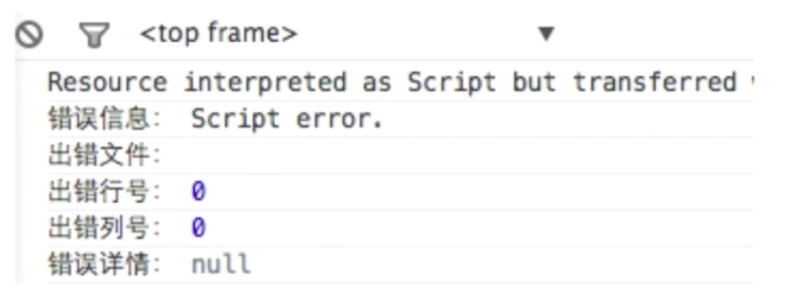 <top frame>
Resource interpreted as Script but transferred
错误信息： Script error.
出错文件：
出错行号： 0
出错列号： 0
错误详情： null